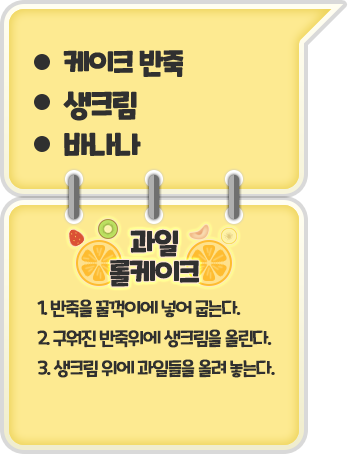 • 케이크 반죽
• 생크림
• 바나나
과일
롤케이크
1. 반죽을 꿀꺽이에 넣어 굽는다.
2. 구워진 반죽위에 생크림을 올린다.
3. 생크림 위에 과일들을 올려 놓는다.